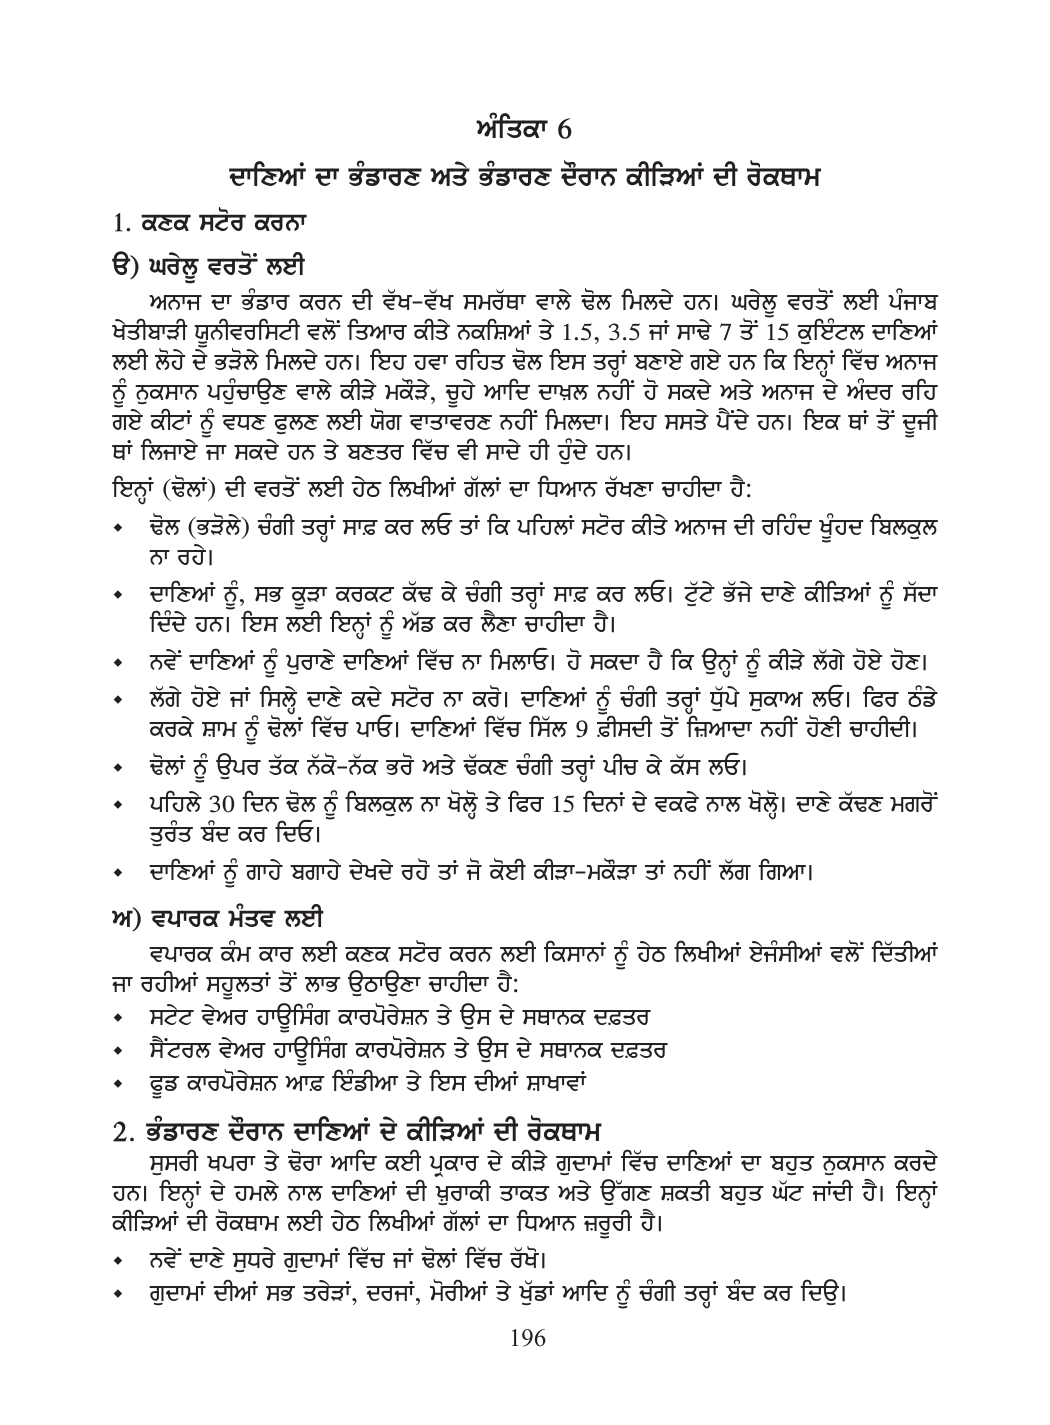 ਅੰਤਿਕਾ 6
ਦਾਣਿਆਂ ਦਾ ਭੰਡਾਰਣ ਅਤੇ ਭੰਡਾਰਣ ਦੌਰਾਨ ਕੀੜਿਆਂ ਦੀ ਰੋਕਥਾਮ
1. ਕਣਕ ਸਟੋਰ ਕਰਨਾ
ੳ) ਘਰੇਲੂ ਵਰਤੋਂ ਲਈ
ਅਨਾਜ ਦਾ ਭੰਡਾਰ ਕਰਨ ਦੀ ਵੱਖ-ਵੱਖ ਸਮਰੱਥਾ ਵਾਲੇ ਢੋਲ ਮਿਲਦੇ ਹਨ। ਘਰੇਲੂ ਵਰਤੋਂ ਲਈ ਪੰਜਾਬ
ਖੇਤੀਬਾੜੀ ਯੂਨੀਵਰਸਿਟੀ ਵਲੋਂ ਤਿਆਰ ਕੀਤੇ ਨਕਸ਼ਿਆਂ ਤੇ 1.5, 3.5 ਜਾਂ ਸਾਢੇ 7 ਤੋਂ 15 ਕੁਇੰਟਲ ਦਾਣਿਆਂ
ਲਈ ਲੋਹੇ ਦੇ ਭੜੋਲੇ ਮਿਲਦੇ ਹਨ। ਇਹ ਹਵਾ ਰਹਿਤ ਢੋਲ ਇਸ ਤਰ੍ਹਾਂ ਬਣਾਏ ਗਏ ਹਨ ਕਿ ਇਨ੍ਹਾਂ ਵਿੱਚ ਅਨਾਜ
ਨੂੰ ਨੁਕਸਾਨ ਪਹੁੰਚਾਉਣ ਵਾਲੇ ਕੀੜੇ ਮਕੌੜੇ, ਚੂਹੇ ਆਦਿ ਦਾਖ਼ਲ ਨਹੀਂ ਹੋ ਸਕਦੇ ਅਤੇ ਅਨਾਜ ਦੇ ਅੰਦਰ ਰਹਿ
ਗਏ ਕੀਟਾਂ ਨੂੰ ਵਧਣ ਫੁਲਣ ਲਈ ਯੋਗ ਵਾਤਾਵਰਣ ਨਹੀਂ ਮਿਲਦਾ। ਇਹ ਸਸਤੇ ਪੈਂਦੇ ਹਨ। ਇਕ ਥਾਂ ਤੋਂ ਦੂਜੀ
ਥਾਂ ਲਿਜਾਏ ਜਾ ਸਕਦੇ ਹਨ ਤੇ ਬਣਤਰ ਵਿੱਚ ਵੀ ਸਾਦੇ ਹੀ ਹੁੰਦੇ ਹਨ।
ਇਨ੍ਹਾਂ (ਢੋਲਾਂ) ਦੀ ਵਰਤੋਂ ਲਈ ਹੇਠ ਲਿਖੀਆਂ ਗੱਲਾਂ ਦਾ ਧਿਆਨ ਰੱਖਣਾ ਚਾਹੀਦਾ ਹੈ:
⬥ ਢੋਲ (ਭੜੋਲੇ) ਚੰਗੀ ਤਰ੍ਹਾਂ ਸਾਫ਼ ਕਰ ਲਓ ਤਾਂ ਕਿ ਪਹਿਲਾਂ ਸਟੋਰ ਕੀਤੇ ਅਨਾਜ ਦੀ ਰਹਿੰਦ ਖੂੰਹਦ ਬਿਲਕੁਲ
ਨਾ ਰਹੇ।
⬥ ਦਾਣਿਆਂ ਨੂੰ, ਸਭ ਕੂੜਾ ਕਰਕਟ ਕੱਢ ਕੇ ਚੰਗੀ ਤਰ੍ਹਾਂ ਸਾਫ਼ ਕਰ ਲਓ। ਟੁੱਟੇ ਭੱਜੇ ਦਾਣੇ ਕੀੜਿਆਂ ਨੂੰ ਸੱਦਾ
ਦਿੰਦੇ ਹਨ। ਇਸ ਲਈ ਇਨ੍ਹਾਂ ਨੂੰ ਅੱਡ ਕਰ ਲੈਣਾ ਚਾਹੀਦਾ ਹੈ।
⬥ ਨਵੇਂ ਦਾਣਿਆਂ ਨੂੰ ਪੁਰਾਣੇ ਦਾਣਿਆਂ ਵਿੱਚ ਨਾ ਮਿਲਾਓ। ਹੋ ਸਕਦਾ ਹੈ ਕਿ ਉਨ੍ਹਾਂ ਨੂੰ ਕੀੜੇ ਲੱਗੇ ਹੋਏ ਹੋਣ।
⬥ ਲੱਗੇ ਹੋਏ ਜਾਂ ਸਿਲ੍ਹੇ ਦਾਣੇ ਕਦੇ ਸਟੋਰ ਨਾ ਕਰੋ। ਦਾਣਿਆਂ ਨੂੰ ਚੰਗੀ ਤਰ੍ਹਾਂ ਧੁੱਪੇ ਸੁਕਾਅ ਲਓ। ਫਿਰ ਠੰਡੇ
ਕਰਕੇ ਸ਼ਾਮ ਨੂੰ ਢੋਲਾਂ ਵਿੱਚ ਪਾਓ। ਦਾਣਿਆਂ ਵਿੱਚ ਸਿੱਲ 9 ਫ਼ੀਸਦੀ ਤੋਂ ਜ਼ਿਆਦਾ ਨਹੀਂ ਹੋਣੀ ਚਾਹੀਦੀ।
⬥ ਢੋਲਾਂ ਨੂੰ ਉਪਰ ਤੱਕ ਨੱਕੋ-ਨੱਕ ਭਰੋ ਅਤੇ ਢੱਕਣ ਚੰਗੀ ਤਰ੍ਹਾਂ ਪੀਚ ਕੇ ਕੱਸ ਲਓ।
⬥ ਪਹਿਲੇ 30 ਦਿਨ ਢੋਲ ਨੂੰ ਬਿਲਕੁਲ ਨਾ ਖੋਲ੍ਹੋ ਤੇ ਫਿਰ 15 ਦਿਨਾਂ ਦੇ ਵਕਫੇ ਨਾਲ ਖੋਲ੍ਹੋ। ਦਾਣੇ ਕੱਢਣ ਮਗਰੋਂ
ਤੁਰੰਤ ਬੰਦ ਕਰ ਦਿਓ।
⬥ ਦਾਣਿਆਂ ਨੂੰ ਗਾਹੇ ਬਗਾਹੇ ਦੇਖਦੇ ਰਹੋ ਤਾਂ ਜੋ ਕੋਈ ਕੀੜਾ-ਮਕੌੜਾ ਤਾਂ ਨਹੀਂ ਲੱਗ ਗਿਆ।
ਅ) ਵਪਾਰਕ ਮੰਤਵ ਲਈ
ਵਪਾਰਕ ਕੰਮ ਕਾਰ ਲਈ ਕਣਕ ਸਟੋਰ ਕਰਨ ਲਈ ਕਿਸਾਨਾਂ ਨੂੰ ਹੇਠ ਲਿਖੀਆਂ ਏਜੰਸੀਆਂ ਵਲੋਂ ਦਿੱਤੀਆਂ
ਜਾ ਰਹੀਆਂ ਸਹੂਲਤਾਂ ਤੋਂ ਲਾਭ ਉਠਾਉਣਾ ਚਾਹੀਦਾ ਹੈ:
⬥ ਸਟੇਟ ਵੇਅਰ ਹਾਊਸਿੰਗ ਕਾਰਪੋਰੇਸ਼ਨ ਤੇ ਉਸ ਦੇ ਸਥਾਨਕ ਦਫ਼ਤਰ
⬥ ਸੈਂਟਰਲ ਵੇਅਰ ਹਾਊਸਿੰਗ ਕਾਰਪੋਰੇਸ਼ਨ ਤੇ ਉਸ ਦੇ ਸਥਾਨਕ ਦਫ਼ਤਰ
⬥ ਫੂਡ ਕਾਰਪੋਰੇਸ਼ਨ ਆਫ਼ ਇੰਡੀਆ ਤੇ ਇਸ ਦੀਆਂ ਸ਼ਾਖਾਵਾਂ
2. ਭੰਡਾਰਣ ਦੌਰਾਨ ਦਾਣਿਆਂ ਦੇ ਕੀੜਿਆਂ ਦੀ ਰੋਕਥਾਮ
ਸੁਸਰੀ ਖਪਰਾ ਤੇ ਢੋਰਾ ਆਦਿ ਕਈ ਪ੍ਰਕਾਰ ਦੇ ਕੀੜੇ ਗੁਦਾਮਾਂ ਵਿੱਚ ਦਾਣਿਆਂ ਦਾ ਬਹੁਤ ਨੁਕਸਾਨ ਕਰਦੇ
ਹਨ। ਇਨ੍ਹਾਂ ਦੇ ਹਮਲੇ ਨਾਲ ਦਾਣਿਆਂ ਦੀ ਖ਼ੁਰਾਕੀ ਤਾਕਤ ਅਤੇ ਉੱਗਣ ਸ਼ਕਤੀ ਬਹੁਤ ਘੱਟ ਜਾਂਦੀ ਹੈ। ਇਨ੍ਹਾਂ
ਕੀੜਿਆਂ ਦੀ ਰੋਕਥਾਮ ਲਈ ਹੇਠ ਲਿਖੀਆਂ ਗੱਲਾਂ ਦਾ ਧਿਆਨ ਜ਼ਰੂਰੀ ਹੈ।
⬥ ਨਵੇਂ ਦਾਣੇ ਸੁਧਰੇ ਗੁਦਾਮਾਂ ਵਿੱਚ ਜਾਂ ਢੋਲਾਂ ਵਿੱਚ ਰੱਖੋ।
⬥ ਗੁਦਾਮਾਂ ਦੀਆਂ ਸਭ ਤਰੇੜਾਂ, ਦਰਜਾਂ, ਮੋਰੀਆਂ ਤੇ ਖੁੱਡਾਂ ਆਦਿ ਨੂੰ ਚੰਗੀ ਤਰ੍ਹਾਂ ਬੰਦ ਕਰ ਦਿਉ।
196